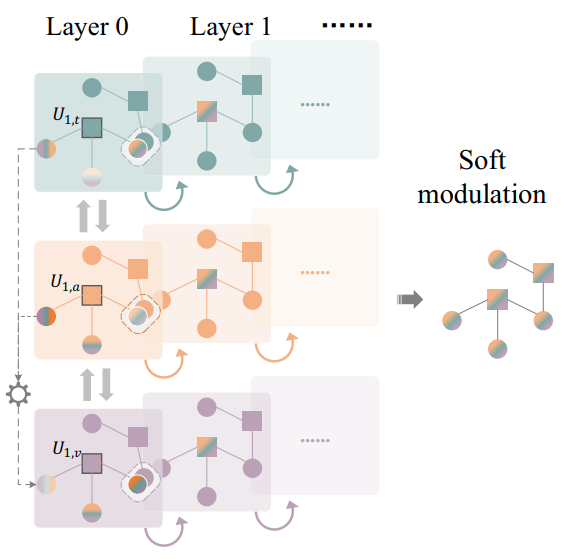 Layer 0
Layer 1
......
U1,t
......
Soft
modulation
U1,a
......
U1,v
......